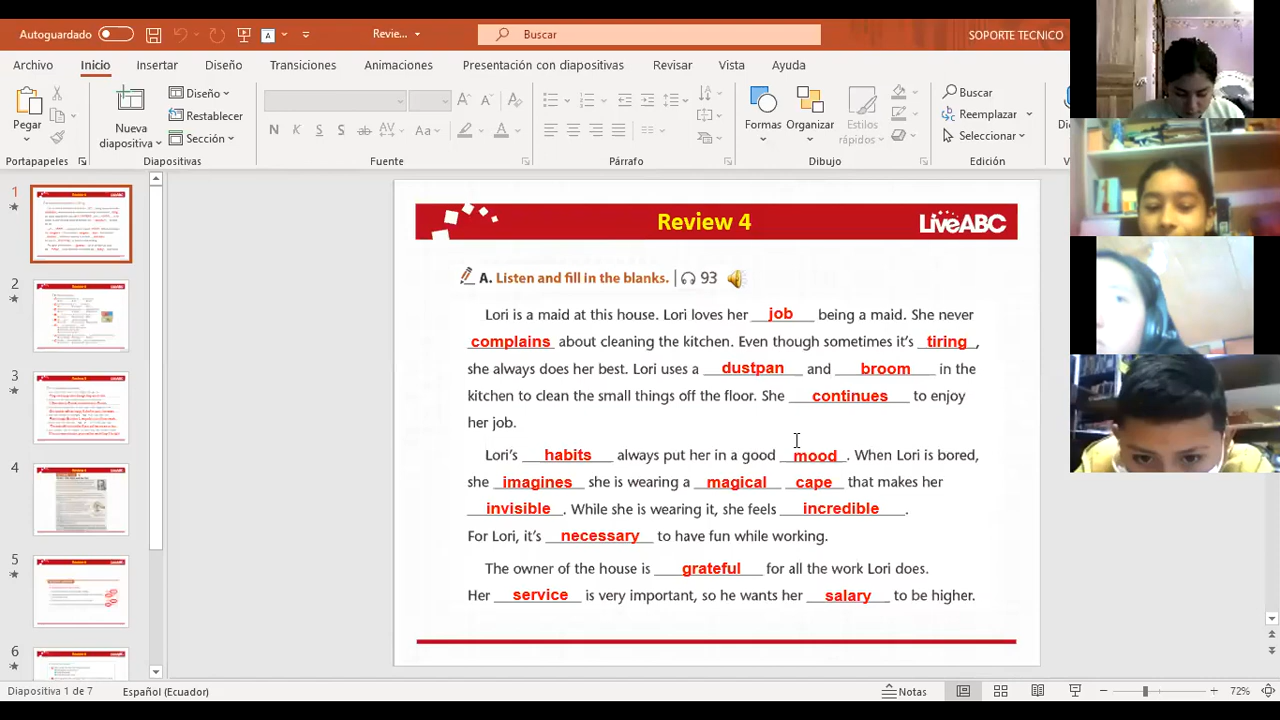 Autoguardado
A
Revie...
Buscar
SOPORTE TECNICO
Archivo Inicio Insertar Diseño Transiciones Animaciones Presentación con diapositivas Revisar Vista Ayuda
Pegar
Nueva diapositiva
Diseño
Restablecer
Sección
N K S S AV Aa A
Formas
Organizar
Estilos rápidos
Buscar
Reemplazar
Seleccionar
Portapapeles Diapositivas Fuente Párrafo Dibujo Edición
1
2
3
4
5
6
Review 4
A. Listen and fill in the blanks. | 93
Lori is a maid at this house. Lori loves her job being a maid. She never
complains about cleaning the kitchen. Even though sometimes it's tiring,
she always does her best. Lori uses a dustpan and broom in the
kitchen to clean the small things off the floor. She continues to enjoy
her job.
Lori's habits always put her in a good mood. When Lori is bored,
she imagines she is wearing a magical cape that makes her
invisible. While she is wearing it, she feels incredible.
For Lori, it's necessary to have fun while working.
The owner of the house is grateful for all the work Lori does.
Her service is very important, so he wants her salary to be higher.
Diapositiva 1 de 7 Español (Ecuador) Notas 72%